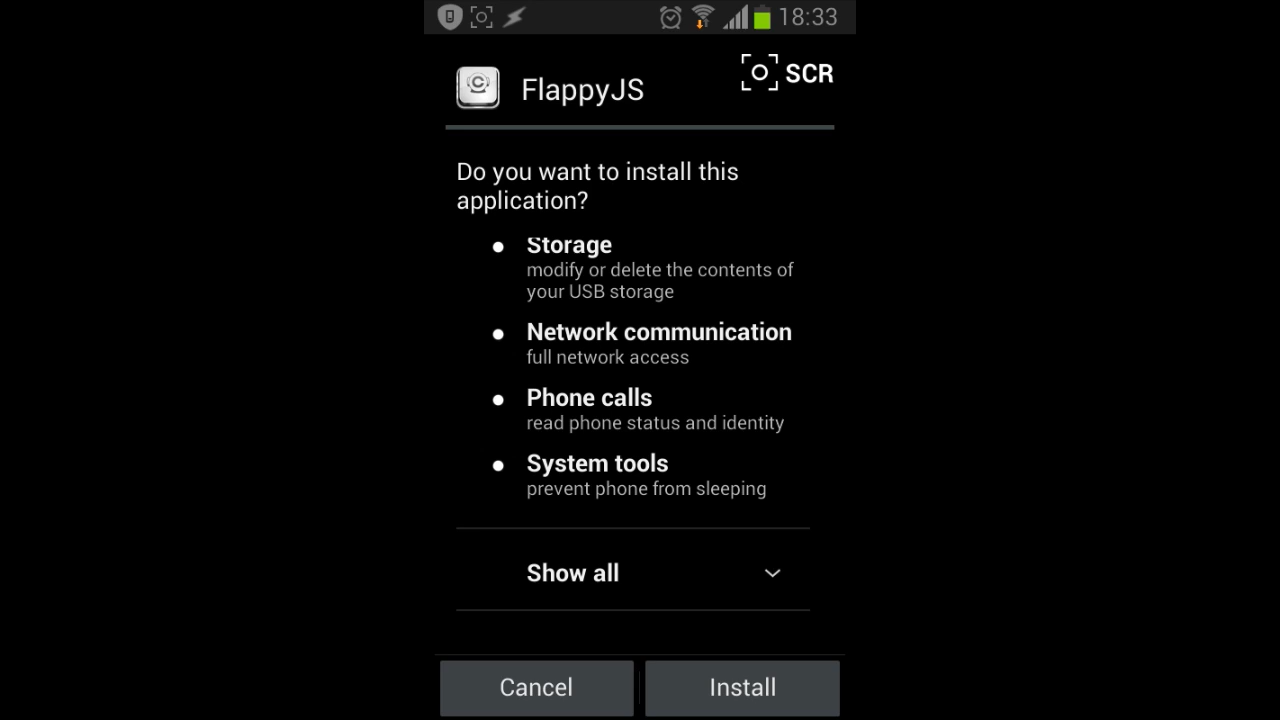 18:33
SCR
FlappyJS
Do you want to install this
application?
Storage
modify or delete the contents of
your USB storage
Network communication
full network access
Phone calls
read phone status and identity
System tools
prevent phone from sleeping
Show all
Cancel
Install